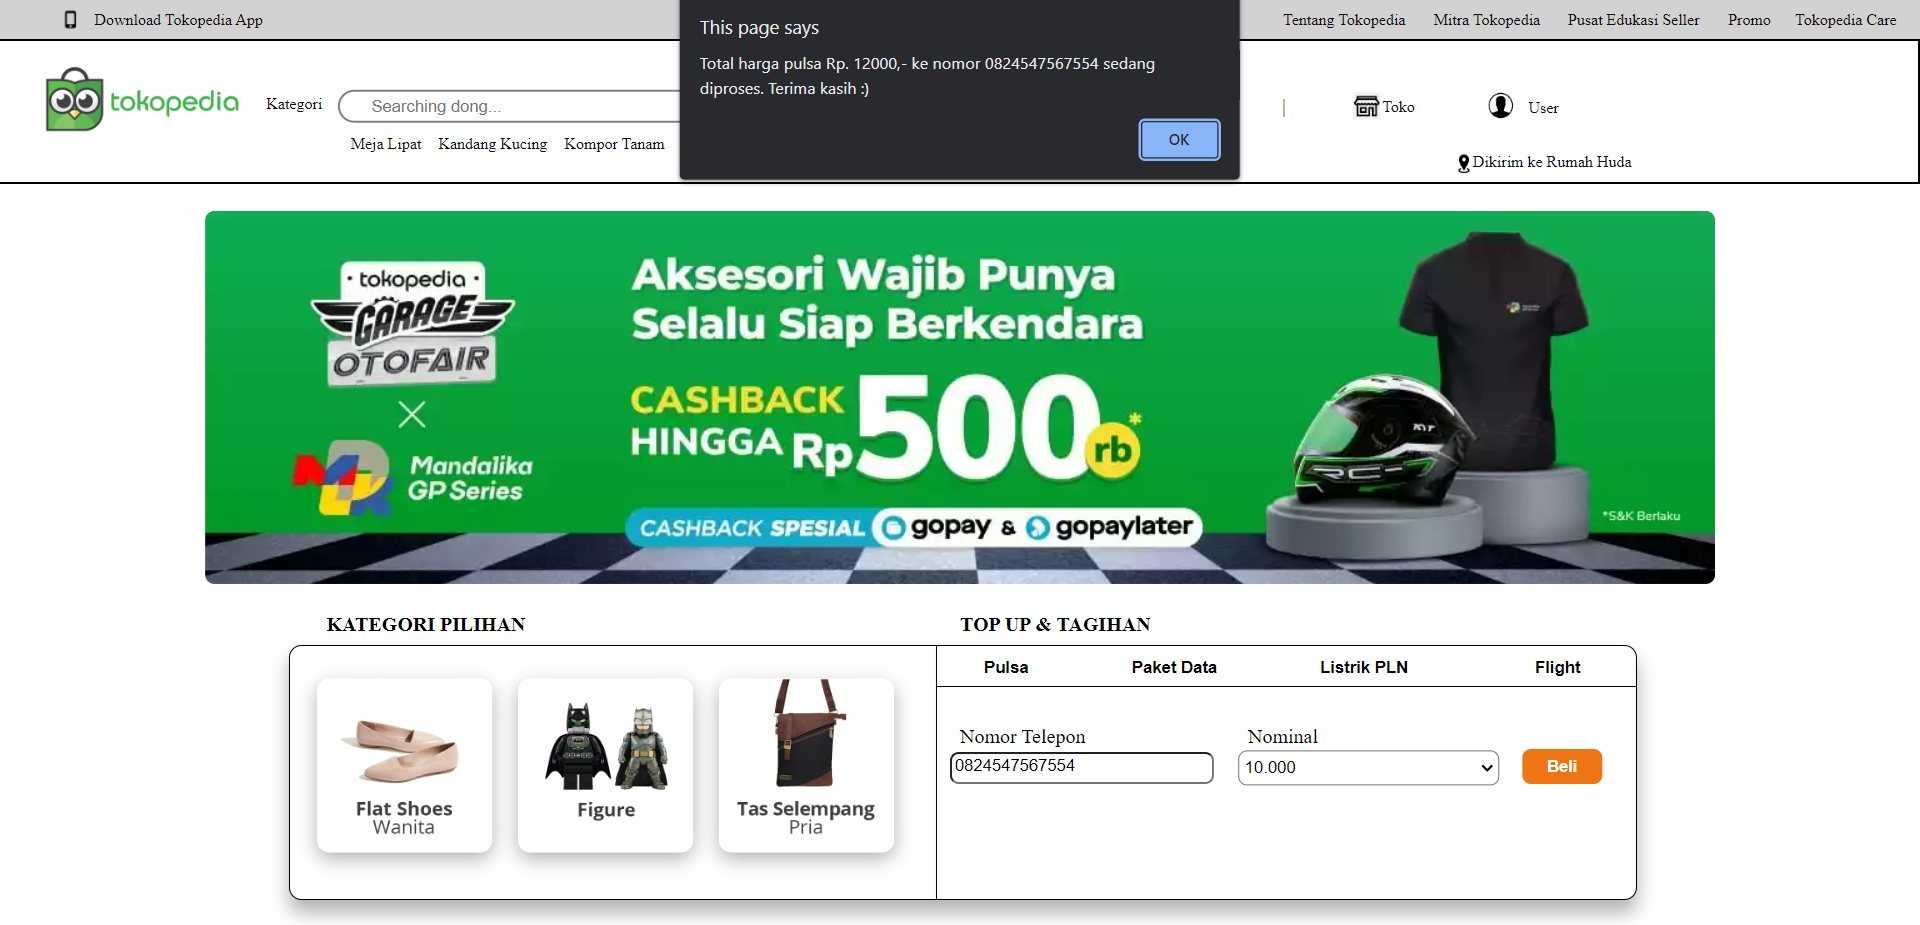 Download Tokopedia App
Tentang Tokopedia Mitra Tokopedia Pusat Edukasi Seller Promo Tokopedia Care
This page says
Total harga pulsa Rp. 12000,- ke nomor 0824547567554 sedang
diproses. Terima kasih :)
OK
tokopedia Kategori Searching dong... Toko User
Meja Lipat Kandang Kucing Kompor Tanam
Dikirim ke Rumah Huda
tokopedia
GARAGE
OTOFAIR
Mandalika
GP Series
Aksesori Wajib Punya
Selalu Siap Berkendara
CASHBACK
HINGGA Rp500rb*
CASHBACK SPESIAL gopay & gopaylater
KYT
RC-
*S&K Berlaku
KATEGORI PILIHAN
Flat Shoes
Wanita
Figure
Tas Selempang
Pria
TOP UP & TAGIHAN
Pulsa Paket Data Listrik PLN Flight
Nomor Telepon Nominal
0824547567554 10.000 Beli